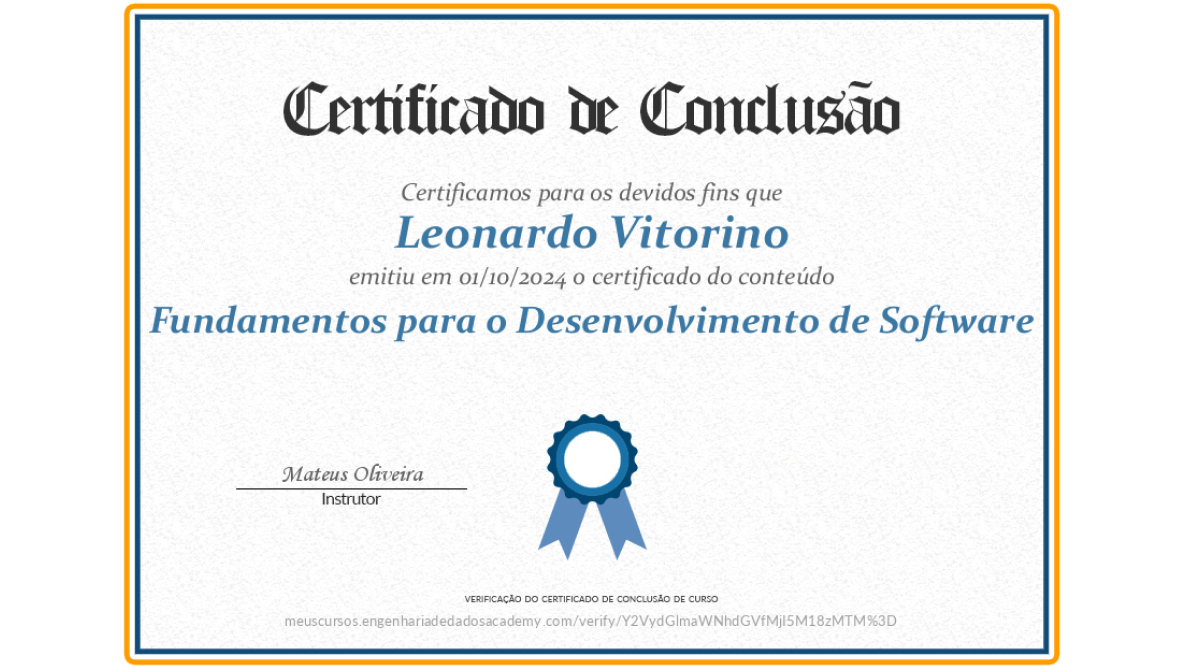 Certificado de Conclusão
Certificamos para os devidos fins que
Leonardo Vitorino
emitiu em 01/10/2024 o certificado do conteúdo
Fundamentos para o Desenvolvimento de Software
Mateus Oliveira
Instrutor
VERIFICAÇÃO DO CERTIFICADO DE CONCLUSÃO DE CURSO
meuscursos.engenhariadedadosacademy.com/verify/Y2VydGlmaWNhdGVfMjI5M18zMTM%3D